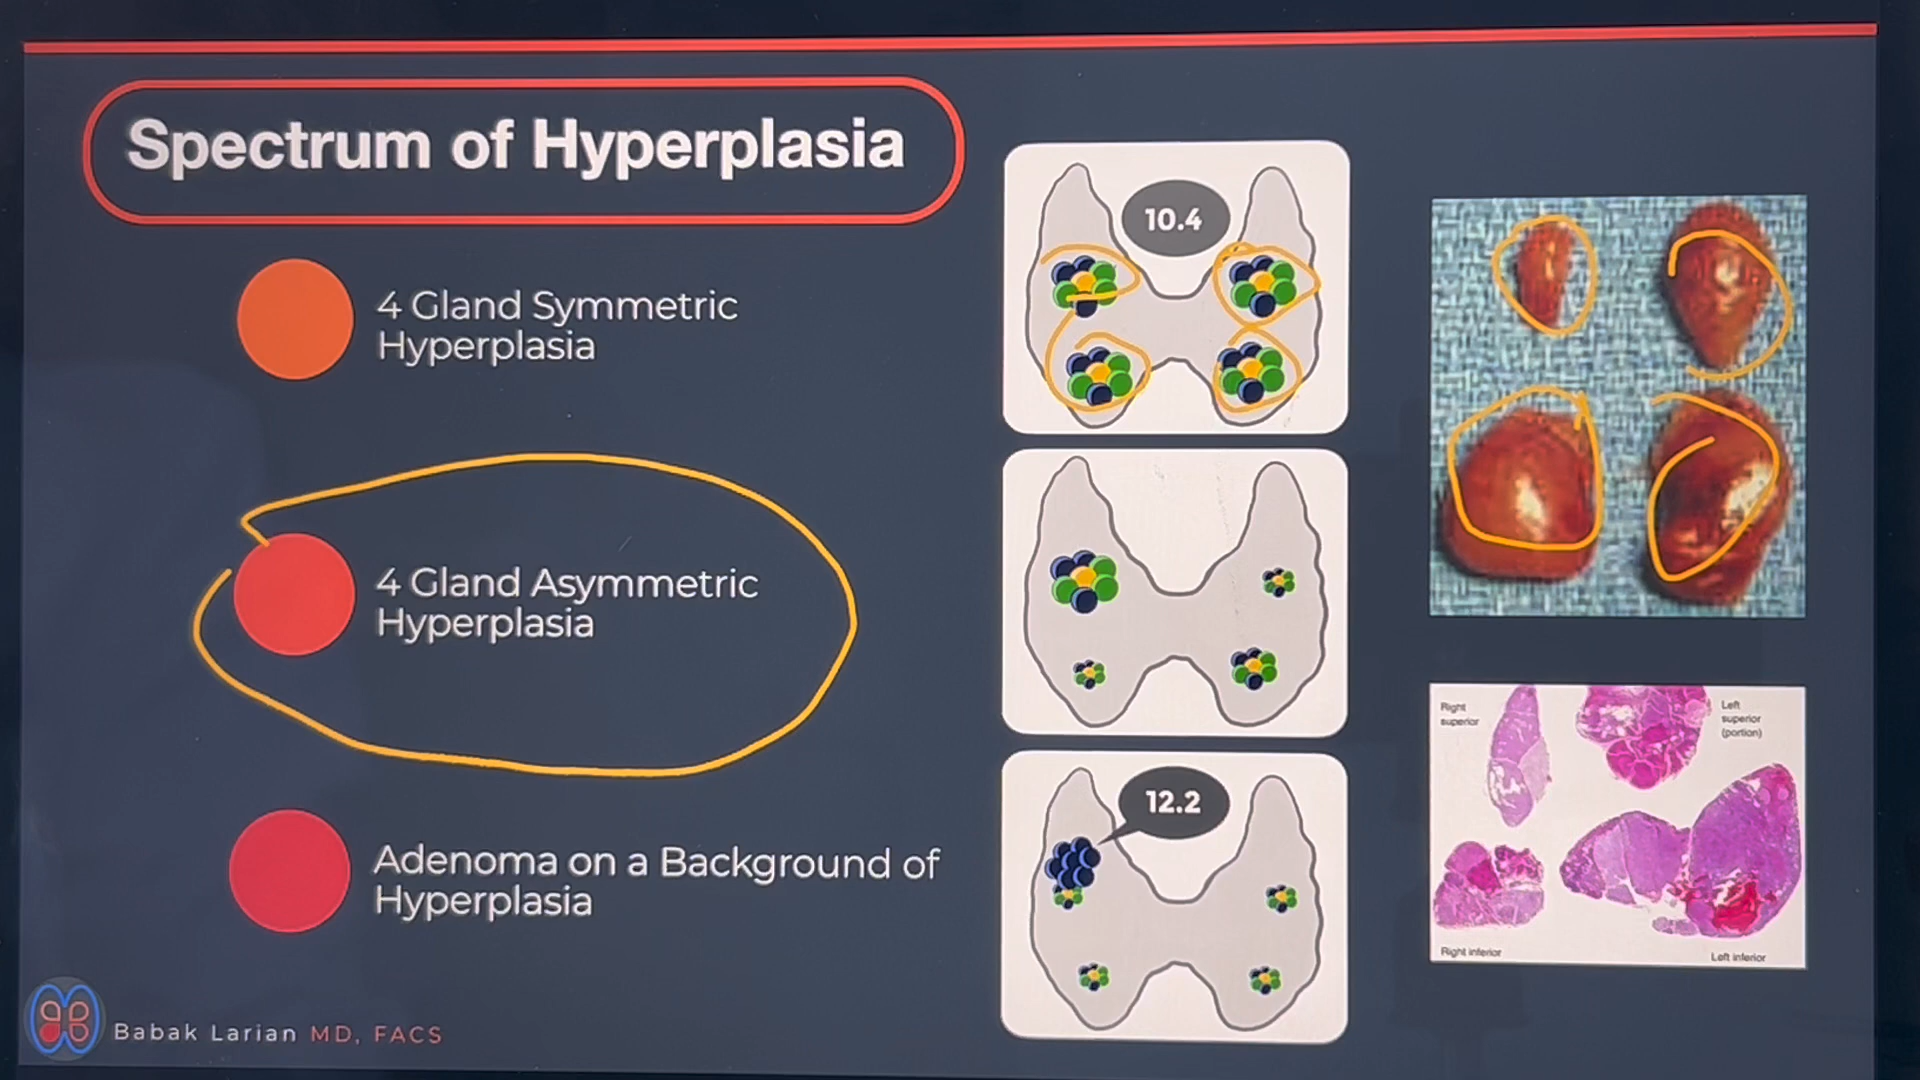 Spectrum of Hyperplasia
4 Gland Symmetric
Hyperplasia
4 Gland Asymmetric
Hyperplasia
Adenoma on a Background of
Hyperplasia
10.4
12.2
Right
superior
Left
superior
(portion)
Right inferior
Left inferior
Babak Larian MD, FACS